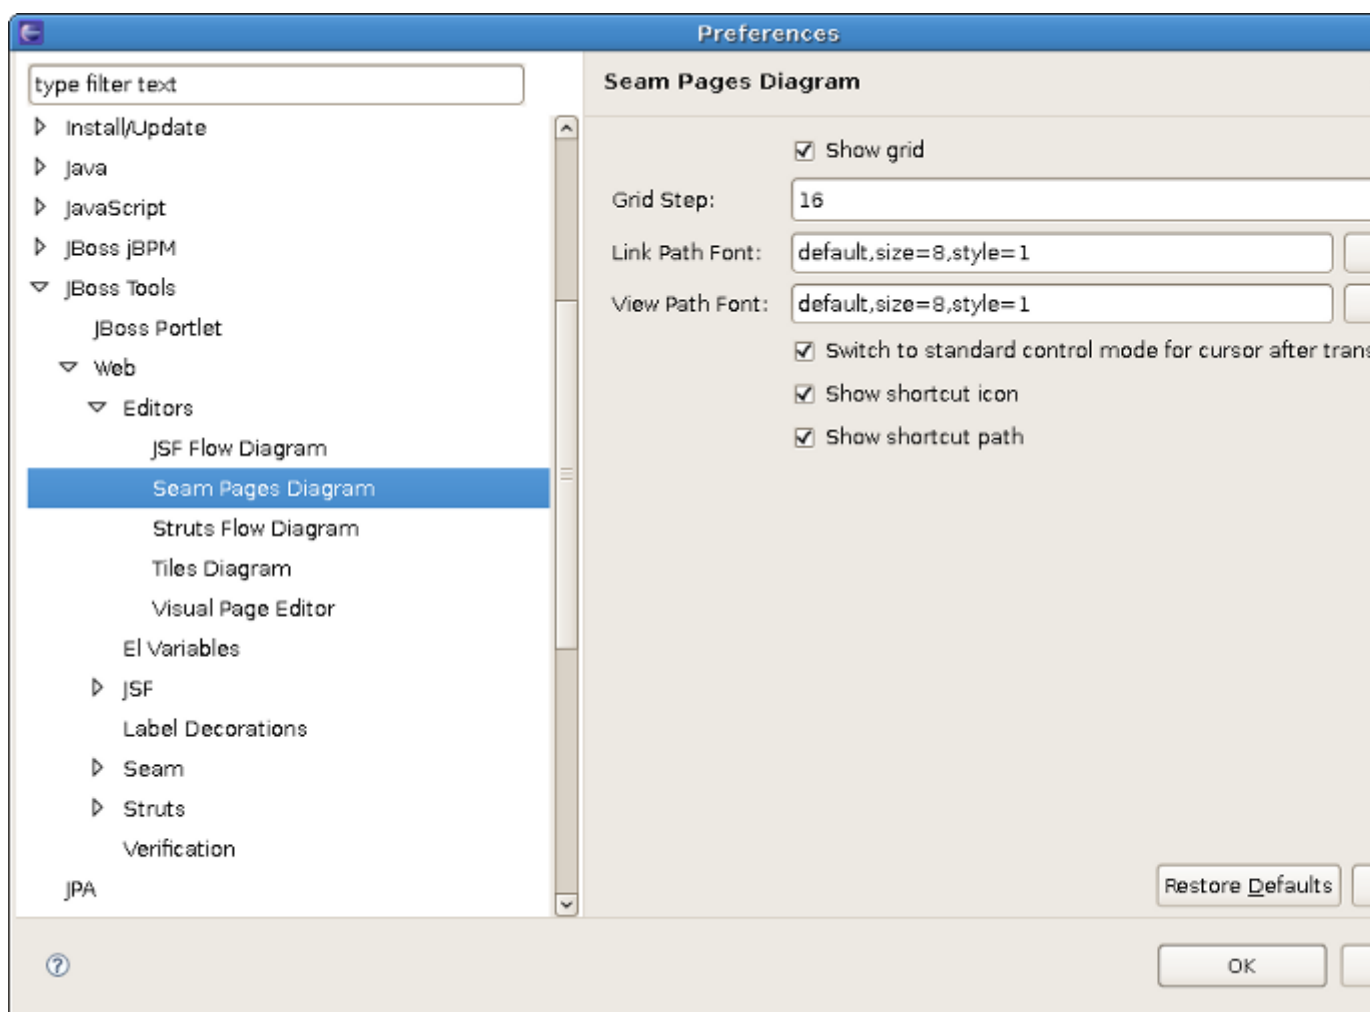 Preferences
type filter text
Install/Update
Java
JavaScript
JBoss jBPM
JBoss Tools
JBoss Portlet
Web
Editors
JSF Flow Diagram
Seam Pages Diagram
Struts Flow Diagram
Tiles Diagram
Visual Page Editor
El Variables
JSF
Label Decorations
Seam
Struts
Verification
JPA
Seam Pages Diagram
Show grid
Grid Step: 16
Link Path Font: default,size=8,style=1
View Path Font: default,size=8,style=1
Switch to standard control mode for cursor after
Show shortcut icon
Show shortcut path
Restore Defaults
OK